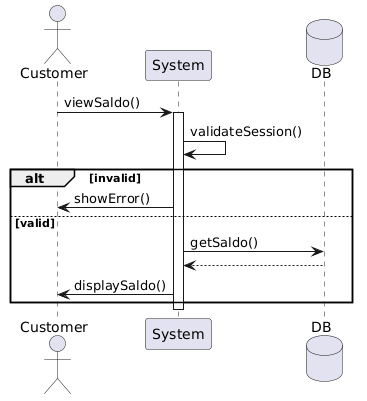 Customer
System
DB
viewSaldo()
validateSession()
alt [invalid]
showError()
[valid]
getSaldo()
displaySaldo()
Customer
System
DB